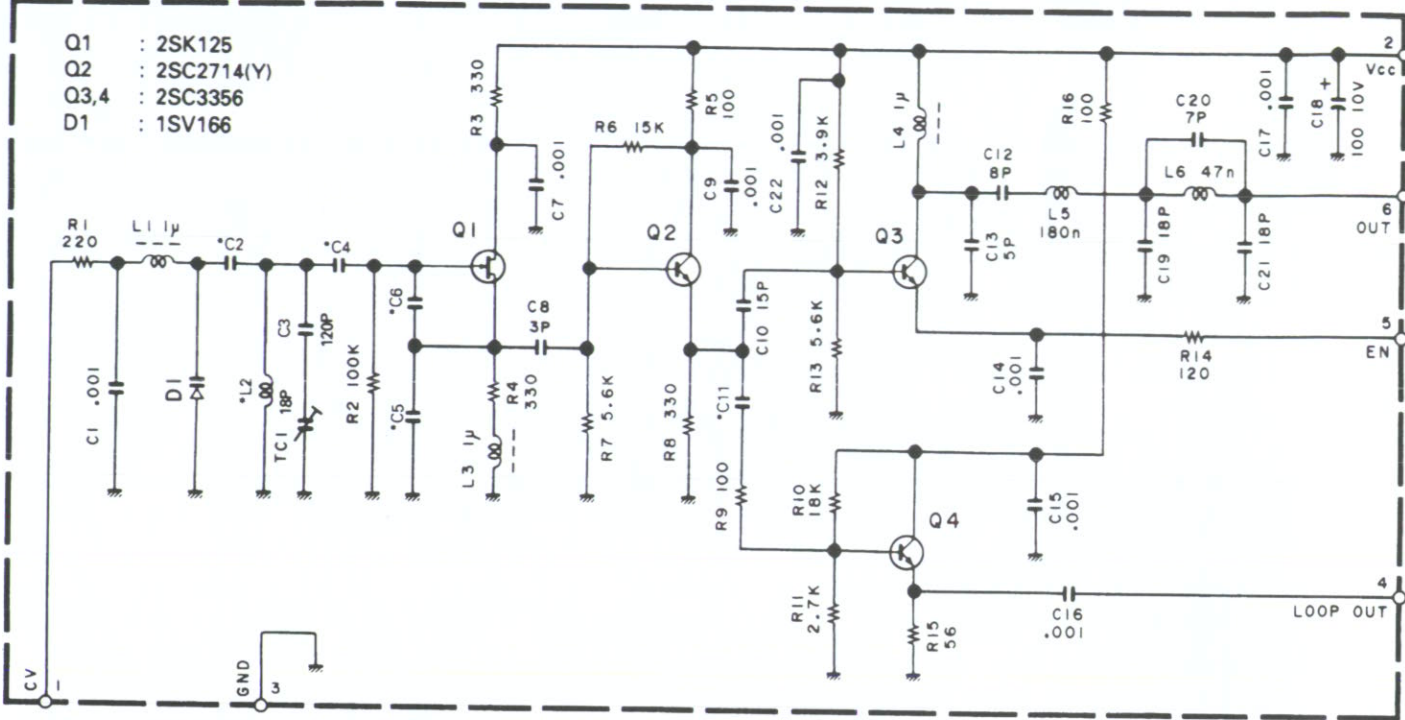 Q1 : 2SK125
Q2 : 2SC2714(Y)
Q3,4 : 2SC3356
D1 : 1SV166
2
Vcc
R3 330
R5 100
R6 15K
C7 .001
C9 .001
C22 .001
R12 3.9K
L4 1μ
R16 100
C17 .001
C18 + 100 10V
C20 7P
C12 8P
L6 47n
L5 180n
6
OUT
R1 220
L1 1μ
*C2
*C4
Q1
Q2
Q3
C13 5P
C19 18P
C21 18P
*C6
C8 3P
C10 15P
C3 120P
C1 .001
D1
*L2
TC1 18P
R2 100K
*C5
R4 330
L3 1μ
R7 5.6K
R8 330
*C11
R13 5.6K
C14 .001
R14 120
5
EN
R9 100
R10 18K
Q4
C15 .001
R11 2.7K
R15 56
C16 .001
4
LOOP OUT
CV
1
GND
3